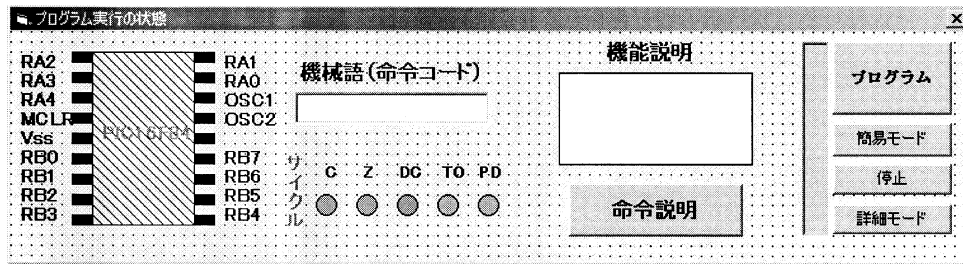 プログラム実行の状態
RA2
RA3
RA4
MCLR
Vss
RB0
RB1
RB2
RB3
RA1
RA0
OSC1
OSC2
RB7
RB6
RB5
RB4
サイクル
機械語(命令コード)
C Z DC TO PD
機能説明
命令説明
プログラム
簡易モード
停止
詳細モード